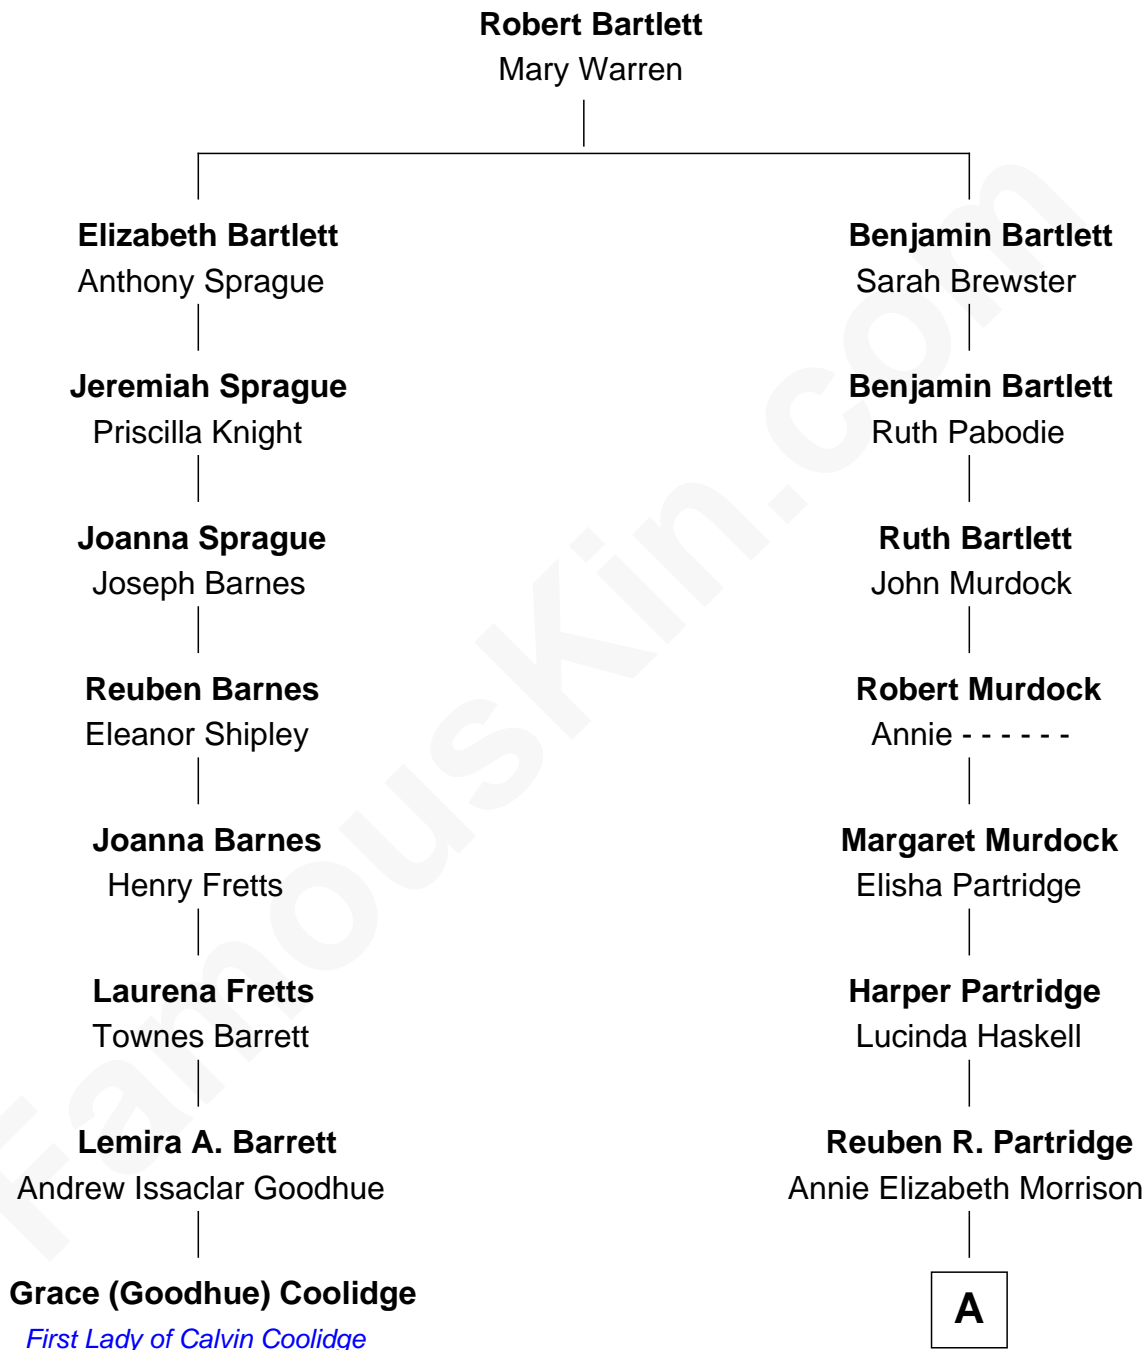 Robert Bartlett
Mary Warren
Elizabeth Bartlett
Anthony Sprague
Benjamin Bartlett
Sarah Brewster
Jeremiah Sprague
Priscilla Knight
Benjamin Bartlett
Ruth Pabodie
Joanna Sprague
Joseph Barnes
Ruth Bartlett
John Murdock
Reuben Barnes
Eleanor Shipley
Robert Murdock
Annie - - - - - -
Joanna Barnes
Henry Fretts
Margaret Murdock
Elisha Partridge
Laurena Fretts
Townes Barrett
Harper Partridge
Lucinda Haskell
Lemira A. Barrett
Andrew Issaclar Goodhue
Reuben R. Partridge
Annie Elizabeth Morrison
Grace (Goodhue) Coolidge
First Lady of Calvin Coolidge
A
FamousKin.com